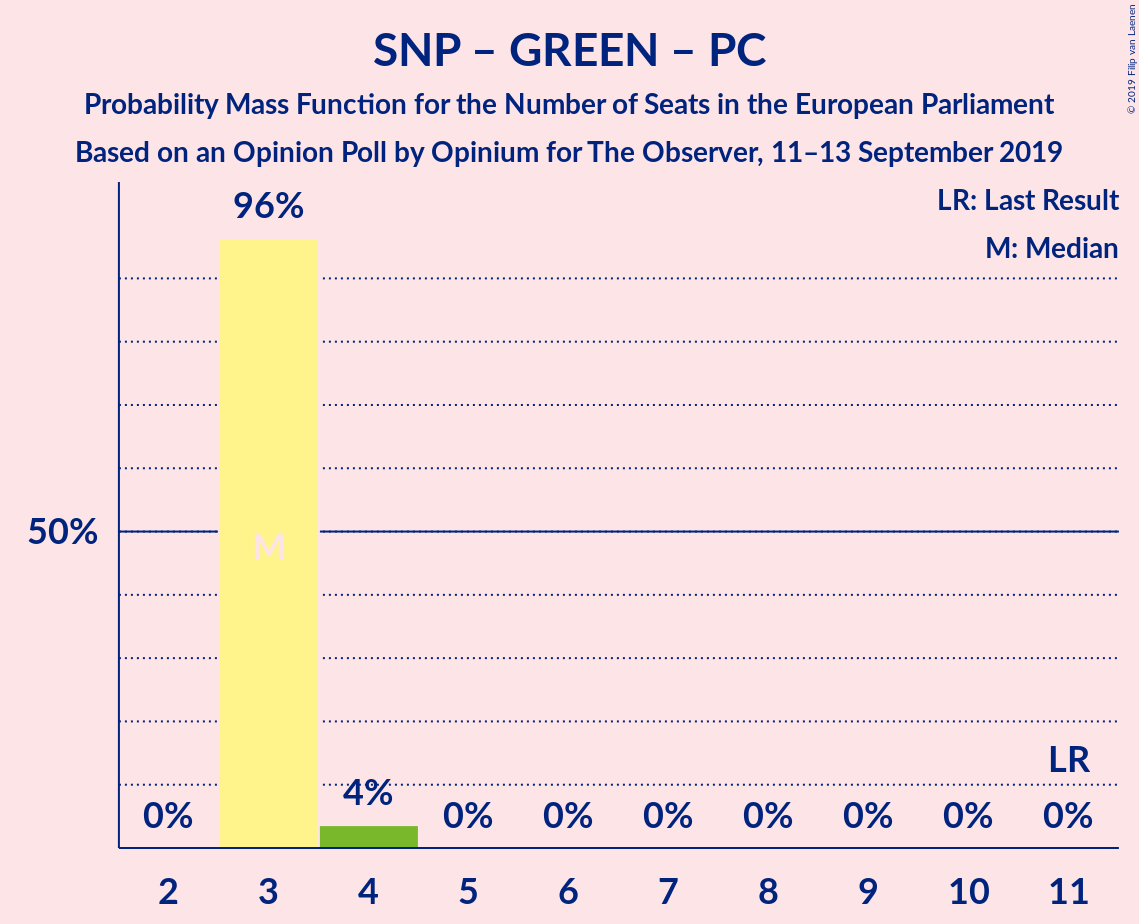 SNP – GREEN – PC
Probability Mass Function for the Number of Seats in the European Parliament
Based on an Opinion Poll by Opinium for The Observer, 11–13 September 2019
© 2019 Filip van Laenen
LR: Last Result
M: Median
96%
50%
M
LR
0%
4%
0%
0%
0%
0%
0%
0%
0%
2
3
4
5
6
7
8
9
10
11